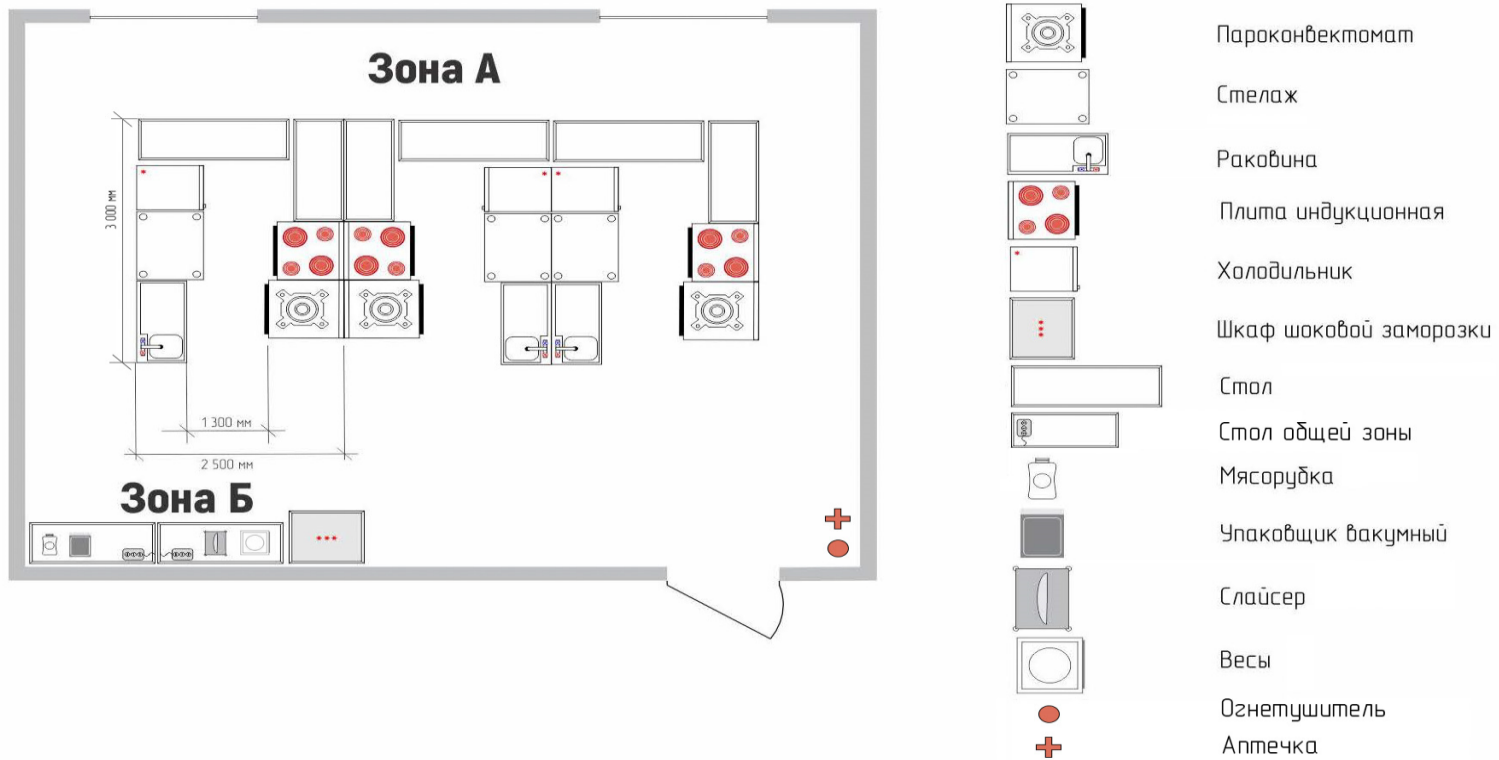 Зона А
3 000 мм
1 300 мм
2 500 мм
Зона Б
Пароконвектомат
Стелаж
Раковина
Плита индукционная
Холодильник
Шкаф шоковой заморозки
Стол
Стол общей зоны
Мясорубка
Упаковщик вакумный
Слайсер
Весы
Огнетушитель
Аптечка